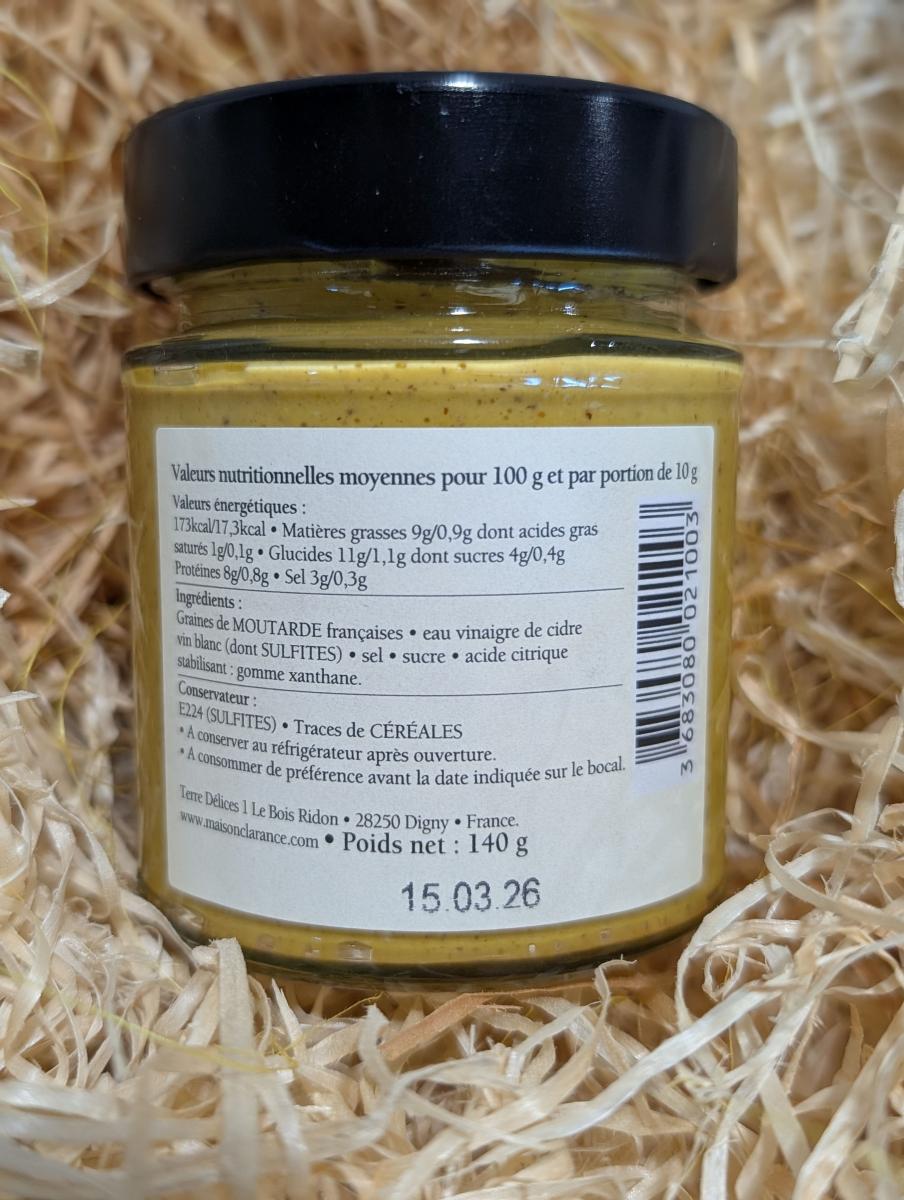 Valeurs nutritionnelles moyennes pour 100 g et par portion de 10 g
Valeurs énergétiques :
173kcal/17,3kcal • Matières grasses 9g/0,9g dont acides gras
saturés 1g/0,1g • Glucides 11g/1,1g dont sucres 4g/0,4g
Protéines 8g/0,8g • Sel 3g/0,3g
Ingrédients :
Graines de MOUTARDE françaises • eau vinaigre de cidre
vin blanc (dont SULFITES) • sel • sucre • acide citrique
stabilisant : gomme xanthane.
Conservateur :
E224 (SULFITES) • Traces de CÉRÉALES
• A conserver au réfrigérateur après ouverture.
• A consommer de préférence avant la date indiquée sur le bocal.
Terre Délices 1 Le Bois Ridon • 28250 Digny • France.
www.maisonclarance.com • Poids net : 140 g
15.03.26
3 683080 021003